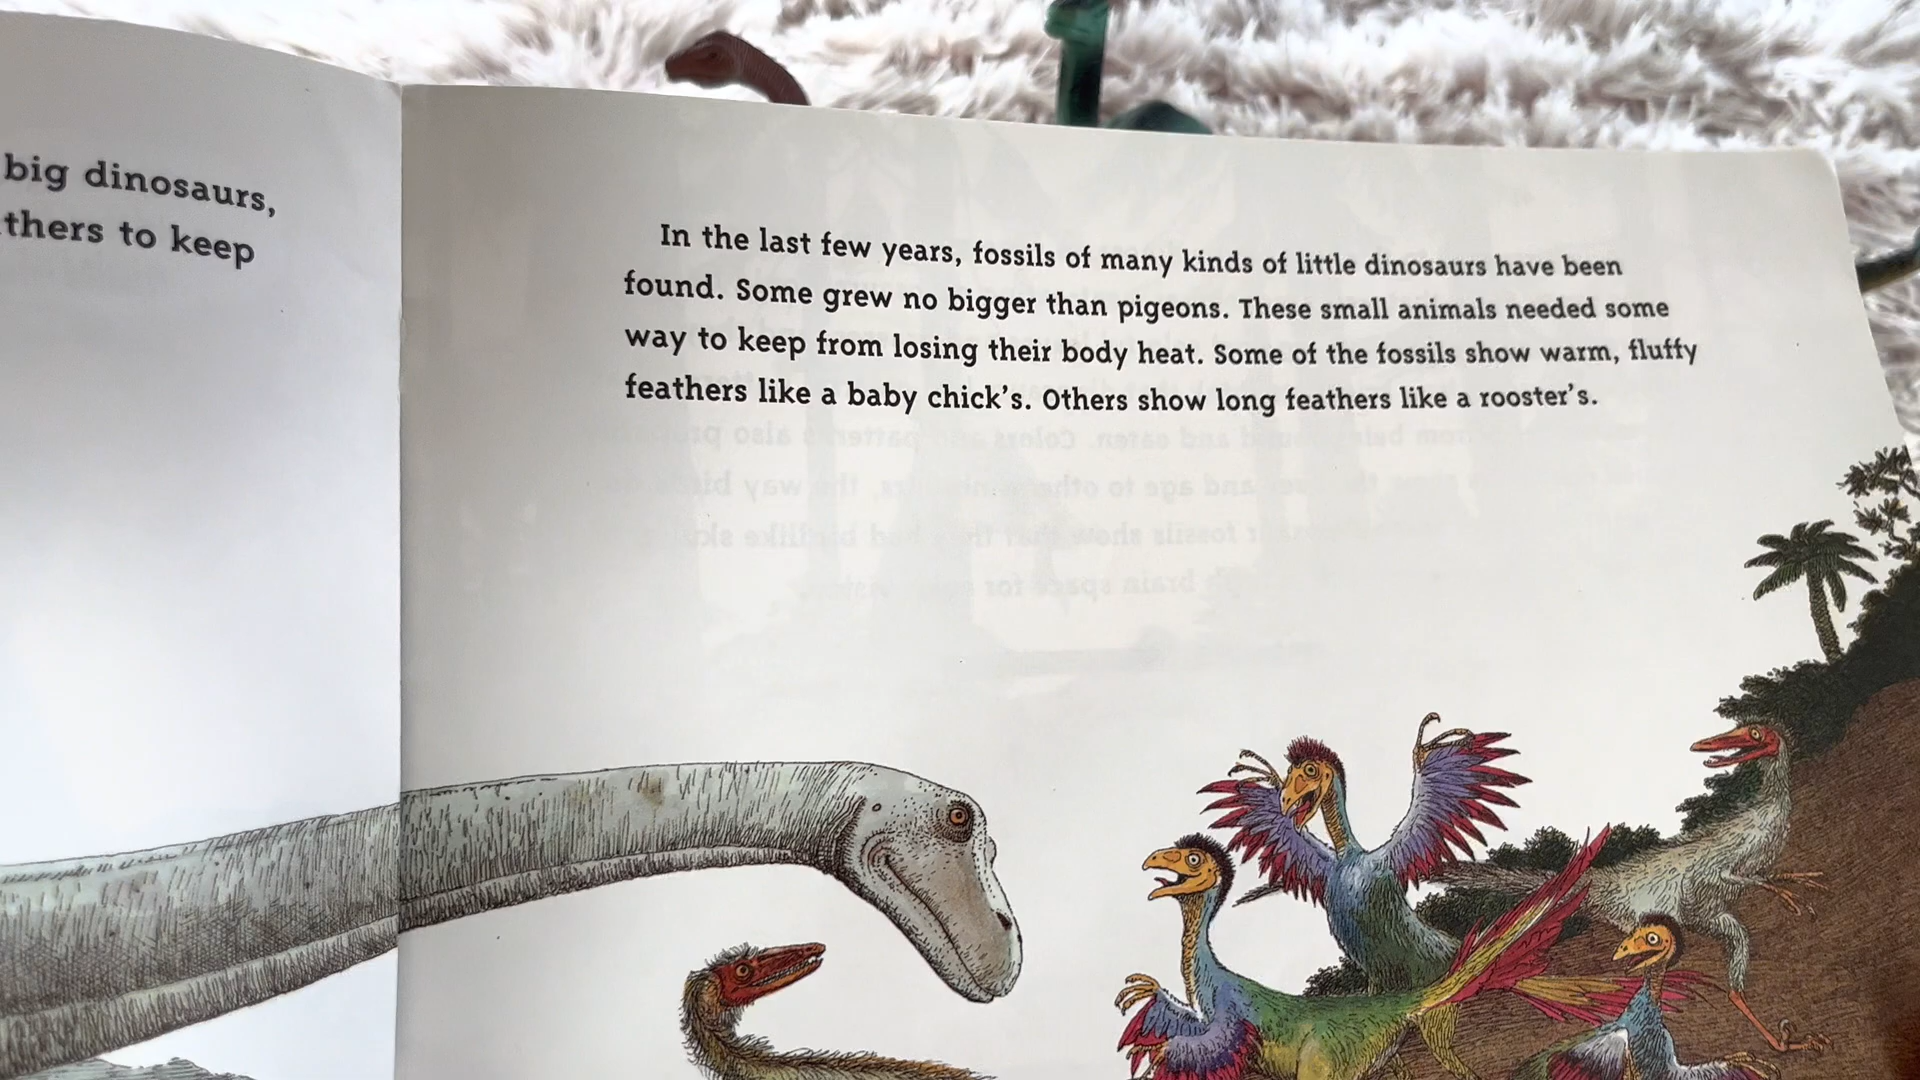 big dinosaurs,
thers to keep
In the last few years, fossils of many kinds of little dinosaurs have been
found. Some grew no bigger than pigeons. These small animals needed some
way to keep from losing their body heat. Some of the fossils show warm, fluffy
feathers like a baby chick's. Others show long feathers like a rooster's.